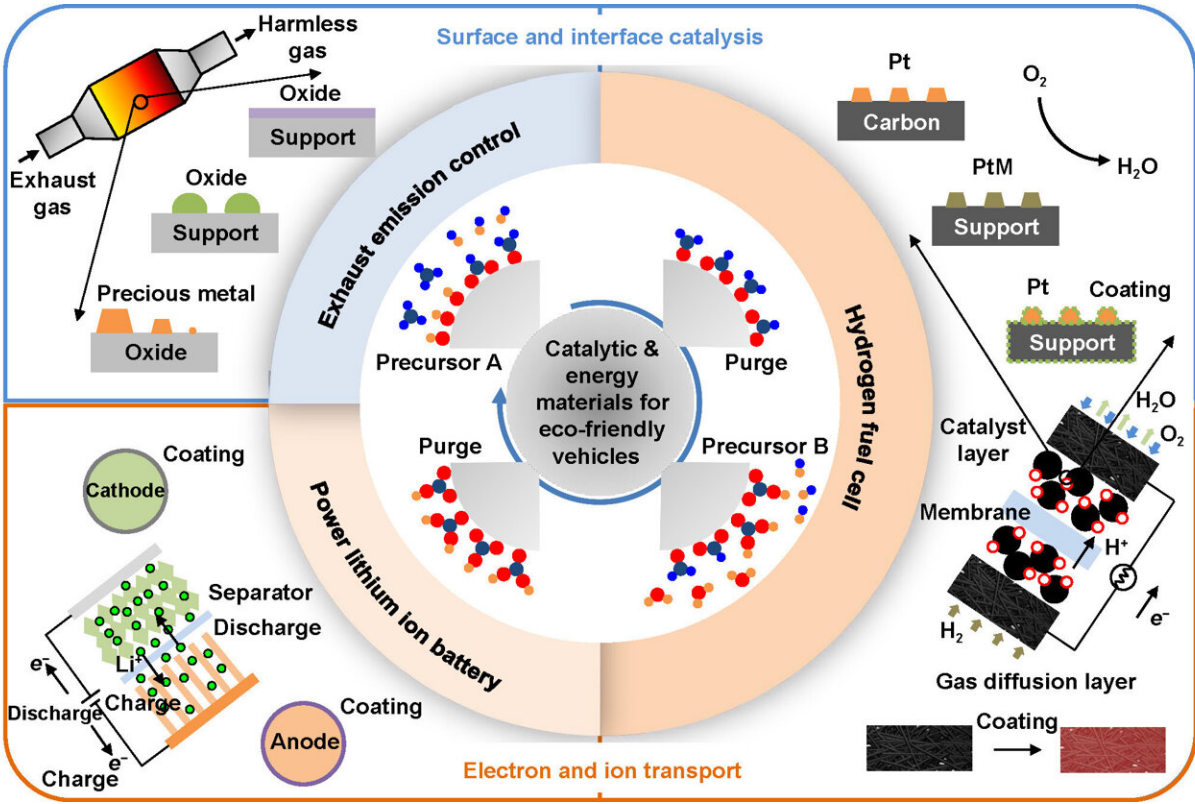 Surface and interface catalysis
Harmless
gas
Exhaust
gas
Oxide
Support
Oxide
Support
Precious metal
Oxide
Exhaust emission control
Hydrogen fuel cell
Power lithium ion battery
Precursor A
Purge
Precursor B
Purge
Catalytic &
energy
materials for
eco-friendly
vehicles
Pt
Carbon
O₂
H₂O
PtM
Support
Pt
Coating
Support
H₂O
O₂
Catalyst
layer
Membrane
H⁺
e⁻
H₂
Gas diffusion layer
Coating
Coating
Cathode
Separator
Discharge
Li⁺
Charge
e⁻
Discharge
e⁻
Charge
Coating
Anode
Electron and ion transport